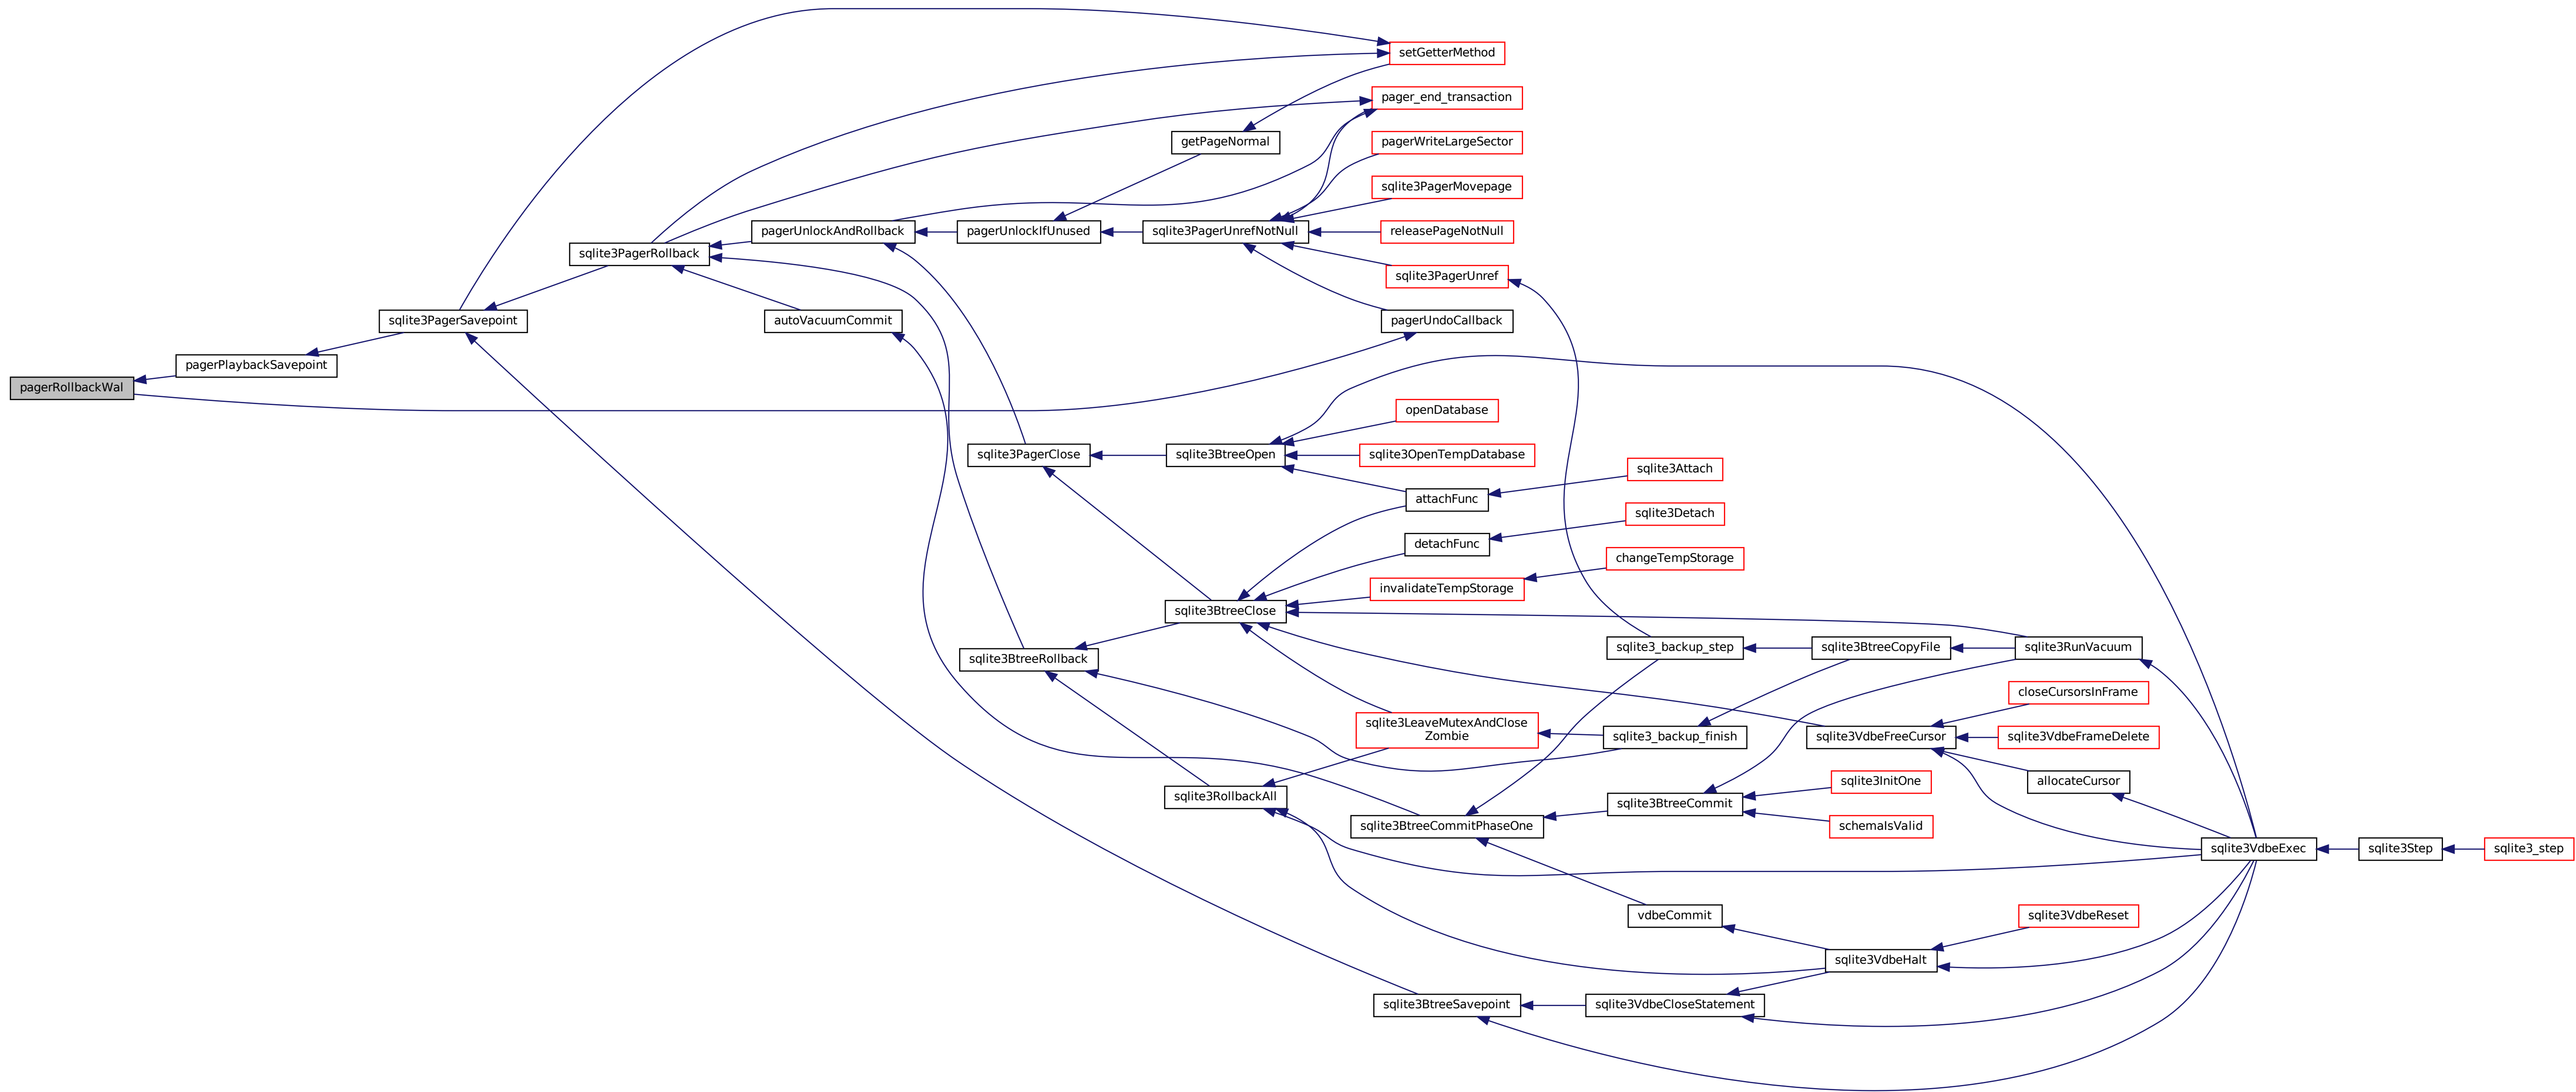 setGetterMethod
pager_end_transaction
getPageNormal
pagerWriteLargeSector
sqlite3PagerMovepage
pagerUnlockAndRollback
pagerUnlockIfUnused
sqlite3PagerUnrefNotNull
releasePageNotNull
sqlite3PagerRollback
sqlite3PagerUnref
sqlite3PagerSavepoint
autoVacuumCommit
pagerUndoCallback
pagerPlaybackSavepoint
pagerRollbackWal
openDatabase
sqlite3PagerClose
sqlite3BtreeOpen
sqlite3OpenTempDatabase
sqlite3Attach
attachFunc
sqlite3Detach
detachFunc
changeTempStorage
invalidateTempStorage
sqlite3BtreeClose
sqlite3_backup_step
sqlite3BtreeCopyFile
sqlite3RunVacuum
sqlite3BtreeRollback
closeCursorsInFrame
sqlite3LeaveMutexAndClose
Zombie
sqlite3_backup_finish
sqlite3VdbeFreeCursor
sqlite3VdbeFrameDelete
allocateCursor
sqlite3InitOne
sqlite3RollbackAll
sqlite3BtreeCommit
sqlite3BtreeCommitPhaseOne
schemaIsValid
sqlite3VdbeExec
sqlite3Step
sqlite3_step
vdbeCommit
sqlite3VdbeReset
sqlite3VdbeHalt
sqlite3BtreeSavepoint
sqlite3VdbeCloseStatement